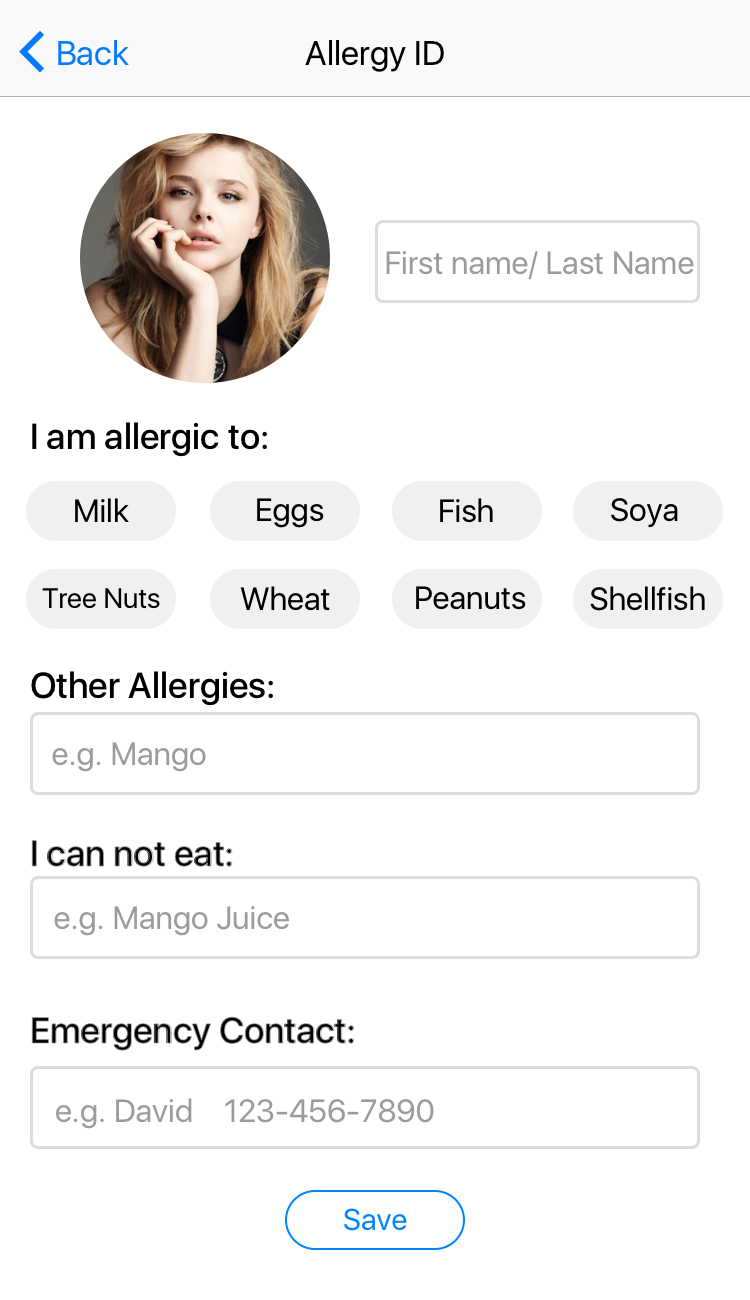 Back Allergy ID
First name/ Last Name
I am allergic to:
Milk Eggs Fish Soya
Tree Nuts Wheat Peanuts Shellfish
Other Allergies:
e.g. Mango
I can not eat:
e.g. Mango Juice
Emergency Contact:
e.g. David 123-456-7890
Save